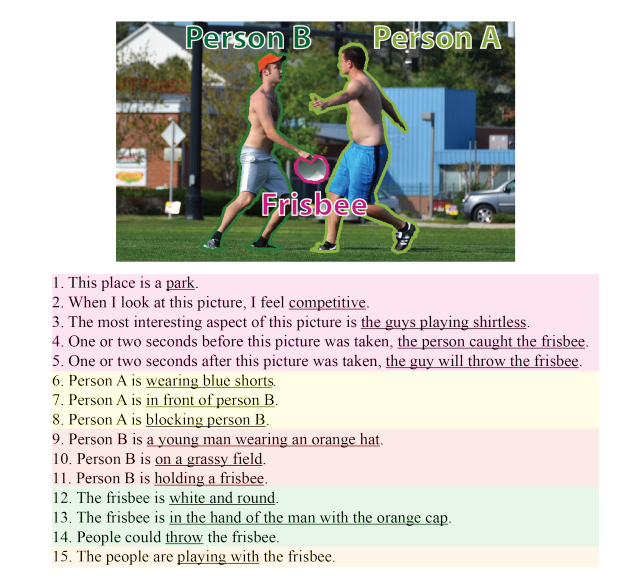 Person B Person A
Frisbee
1. This place is a park.
2. When I look at this picture, I feel competitive.
3. The most interesting aspect of this picture is the guys playing shirtless.
4. One or two seconds before this picture was taken, the person caught the frisbee.
5. One or two seconds after this picture was taken, the guy will throw the frisbee.
6. Person A is wearing blue shorts.
7. Person A is in front of person B.
8. Person A is blocking person B.
9. Person B is a young man wearing an orange hat.
10. Person B is on a grassy field.
11. Person B is holding a frisbee.
12. The frisbee is white and round.
13. The frisbee is in the hand of the man with the orange cap.
14. People could throw the frisbee.
15. The people are playing with the frisbee.